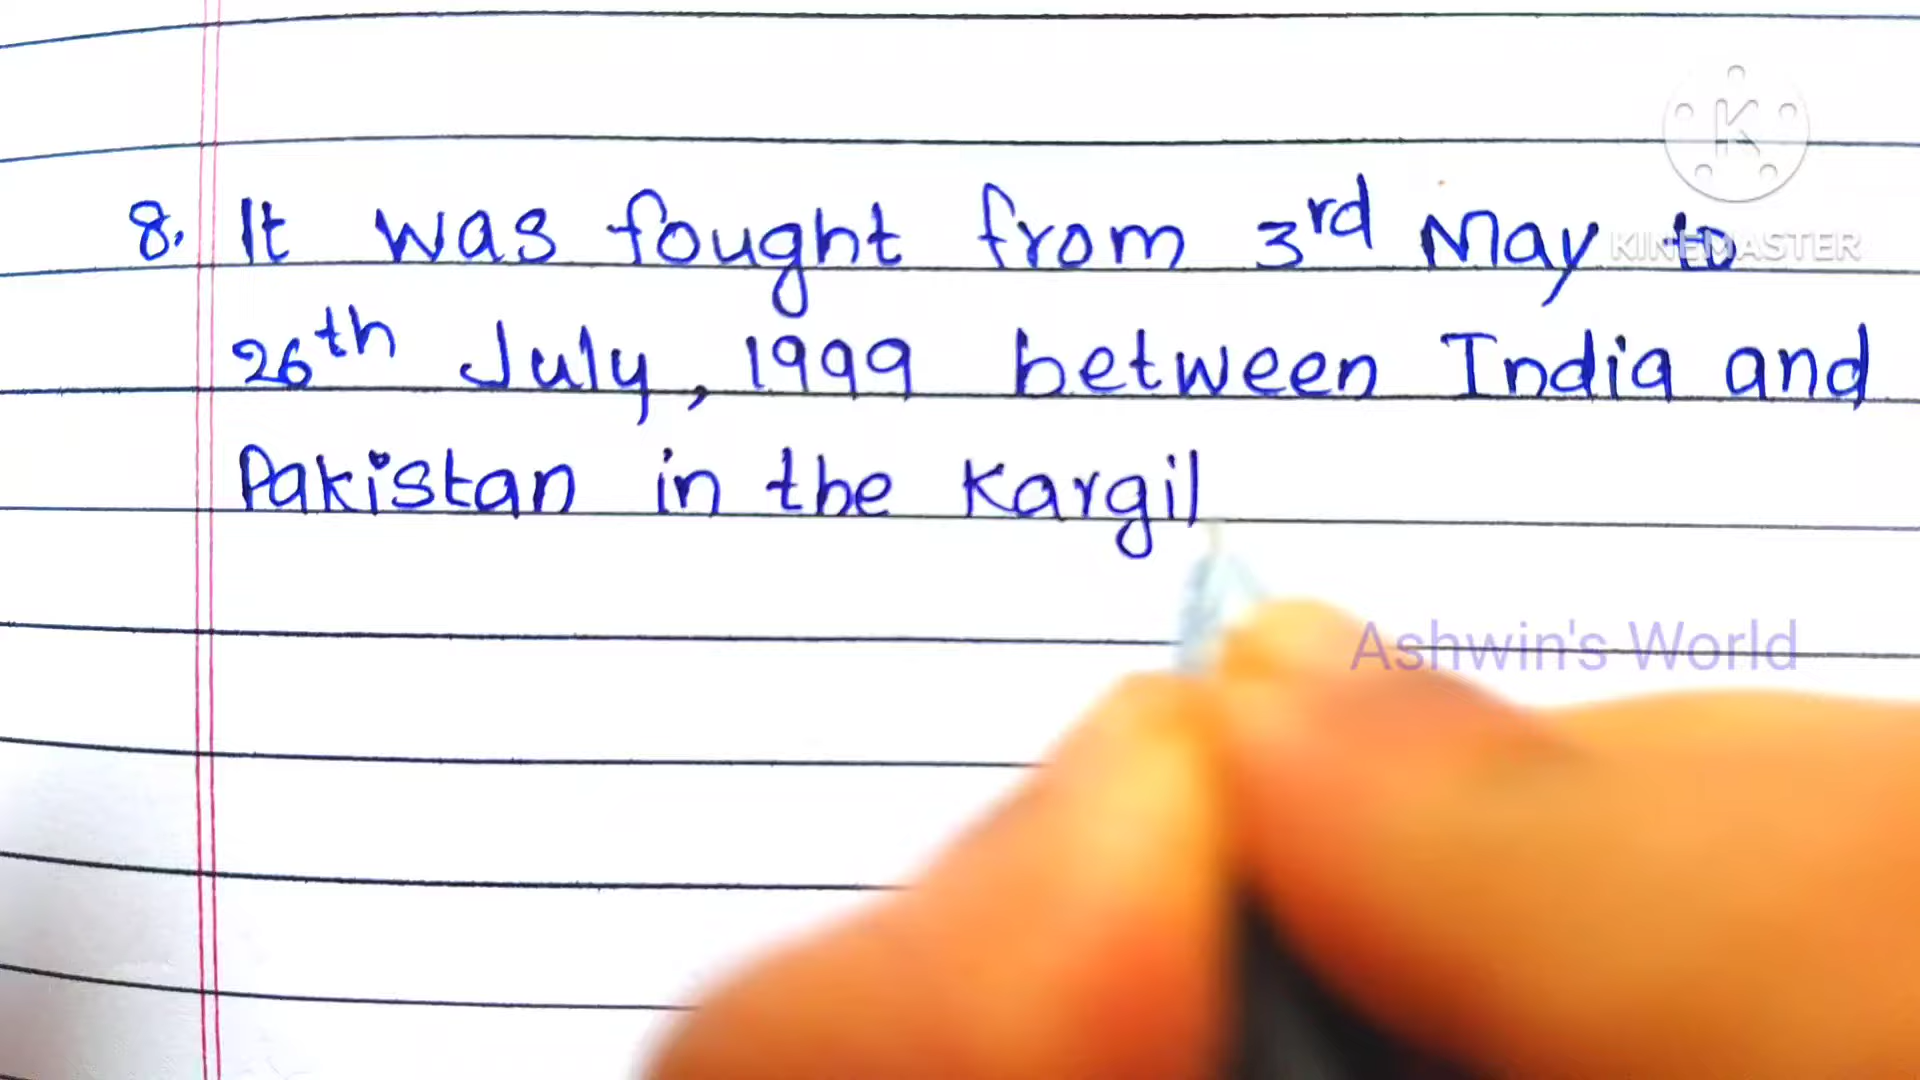 KINEMASTER
8. It was fought from 3rd May to
26th July, 1999 between India and
Pakistan in the Kargil
Ashwin's World